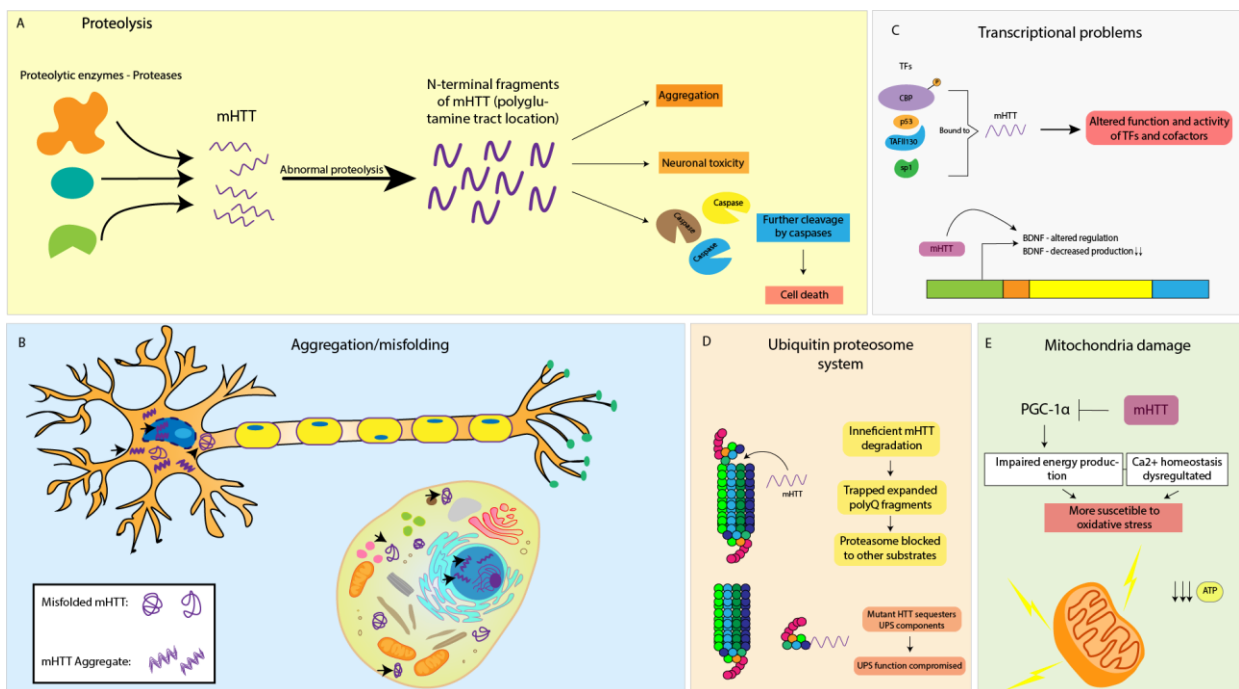 A
Proteolysis
Proteolytic enzymes - Proteases
mHTT
Abnormal proteolysis
N-terminal fragments
of mHTT (polyglu-
tamine tract location)
Aggregation
Neuronal toxicity
Caspase
Caspase
Caspase
Further cleavage
by caspases
Cell death
C
Transcriptional problems
TFs
P
CBP
p53
TAFII130
sp1
Bound to
mHTT
Altered function and activity
of TFs and cofactors
mHTT
BDNF - altered regulation
BDNF - decreased production↓↓
B
Aggregation/misfolding
Misfolded mHTT:
mHTT Aggregate:
D
Ubiquitin proteosome
system
mHTT
Inneficient mHTT
degradation
Trapped expanded
polyQ fragments
Proteasome blocked
to other substrates
Mutant HTT sequesters
UPS components
UPS function compromised
E
Mitochondria damage
PGC-1α
mHTT
Impaired energy produc-
tion
Ca2+ homeostasis
dysregultated
More suscetible to
oxidative stress
↓↓↓ ATP